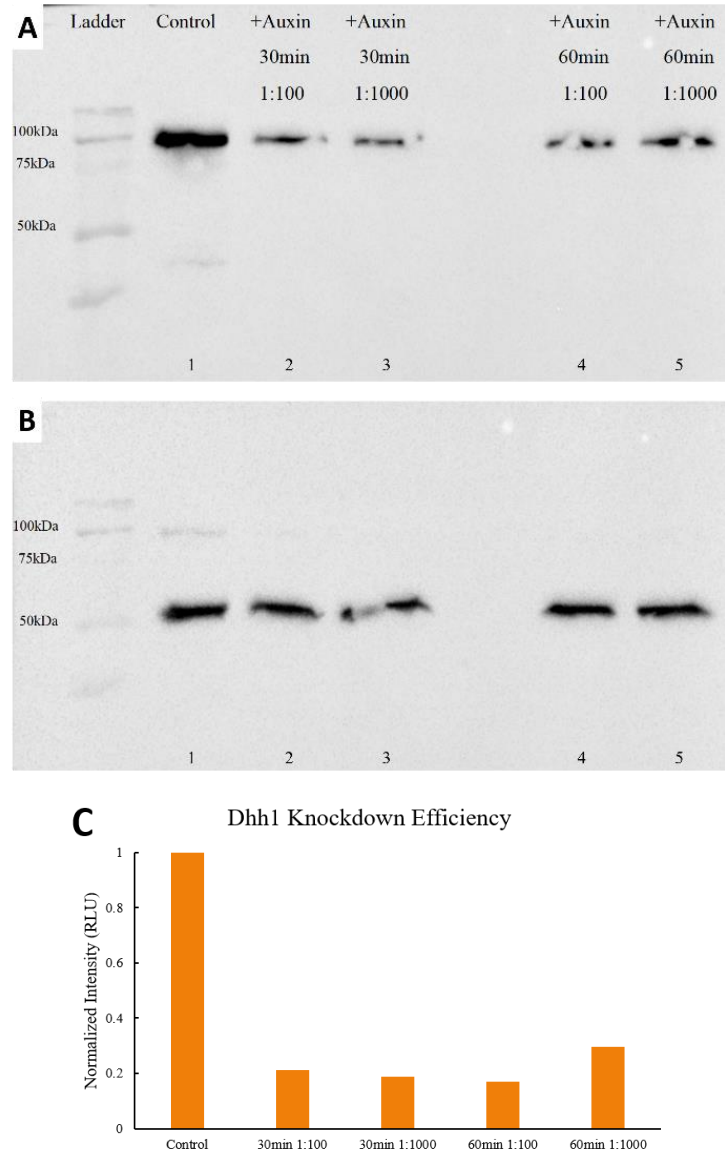 A
Ladder Control +Auxin +Auxin +Auxin +Auxin
30min 30min 60min 60min
1:100 1:1000 1:100 1:1000
100kDa
75kDa
50kDa
1 2 3 4 5
B
100kDa
75kDa
50kDa
1 2 3 4 5
C
Dhh1 Knockdown Efficiency
Normalized Intensity (RLU)
1
0.8
0.6
0.4
0.2
0
Control 30min 1:100 30min 1:1000 60min 1:100 60min 1:1000